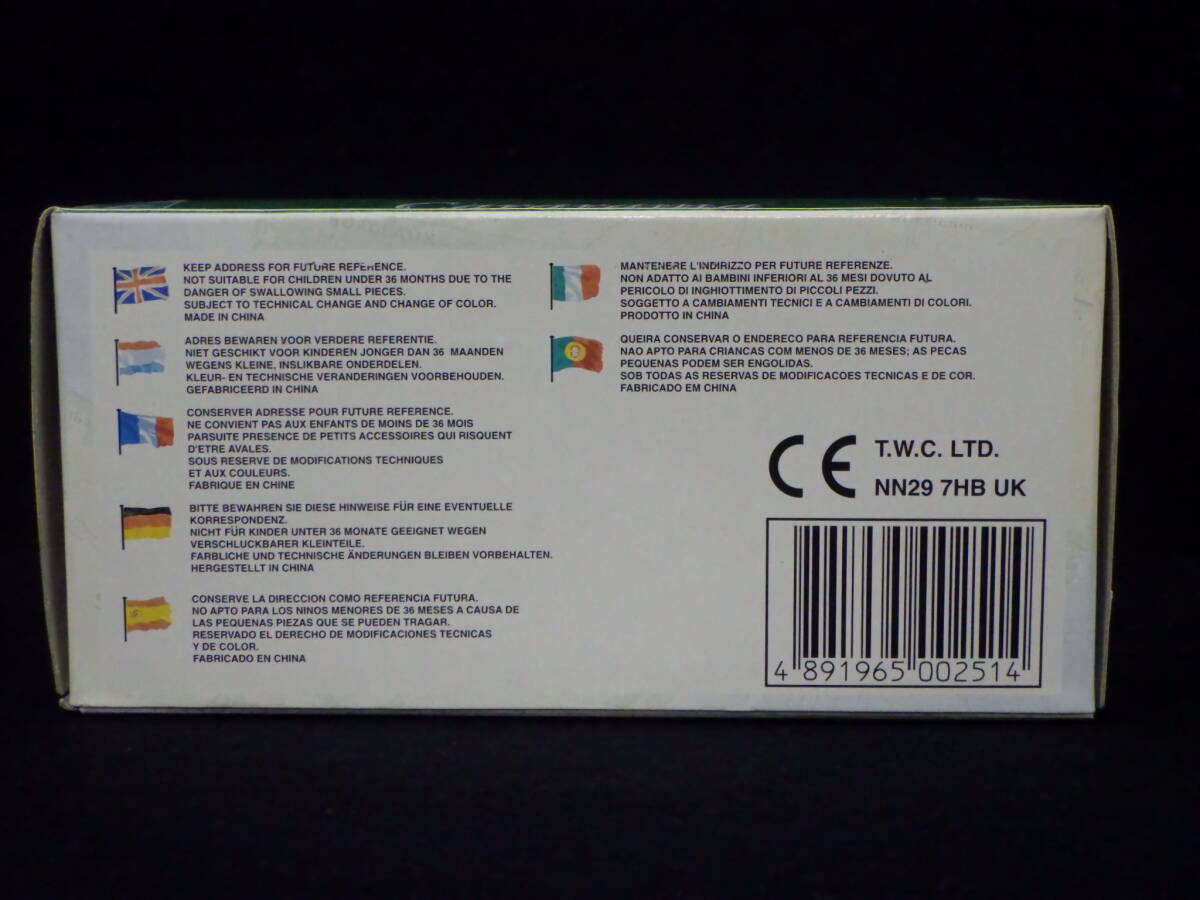 Cararama
KEEP ADDRESS FOR FUTURE REFERENCE.
NOT SUITABLE FOR CHILDREN UNDER 36 MONTHS DUE TO THE
DANGER OF SWALLOWING SMALL PIECES.
SUBJECT TO TECHNICAL CHANGE AND CHANGE OF COLOR.
MADE IN CHINA
ADRES BEWAREN VOOR VERDERE REFERENTIE.
NIET GESCHIKT VOOR KINDEREN JONGER DAN 36 MAANDEN
WEGENS KLEINE, INSLIKBARE ONDERDELEN.
KLEUR- EN TECHNISCHE VERANDERINGEN VOORBEHOUDEN.
GEFABRICEERD IN CHINA
CONSERVER ADRESSE POUR FUTURE REFERENCE.
NE CONVIENT PAS AUX ENFANTS DE MOINS DE 36 MOIS
PARSUITE PRESENCE DE PETITS ACCESSOIRES QUI RISQUENT
D'ETRE AVALES.
SOUS RESERVE DE MODIFICATIONS TECHNIQUES
ET AUX COULEURS.
FABRIQUE EN CHINE
BITTE BEWAHREN SIE DIESE HINWEISE FÜR EINE EVENTUELLE
KORRESPONDENZ.
NICHT FÜR KINDER UNTER 36 MONATE GEEIGNET WEGEN
VERSCHLUCKBARER KLEINTEILE.
FARBLICHE UND TECHNISCHE ÄNDERUNGEN BLEIBEN VORBEHALTEN.
HERGESTELLT IN CHINA
CONSERVE LA DIRECCION COMO REFERENCIA FUTURA.
NO APTO PARA LOS NINOS MENORES DE 36 MESES A CAUSA DE
LAS PEQUENAS PIEZAS QUE SE PUEDEN TRAGAR.
RESERVADO EL DERECHO DE MODIFICACIONES TECNICAS
Y DE COLOR.
FABRICADO EN CHINA
MANTENERE L'INDIRIZZO PER FUTURE REFERENZE.
NON ADATTO AI BAMBINI INFERIORI AL 36 MESI DOVUTO AL
PERICOLO DI INGHIOTTIMENTO DI PICCOLI PEZZI.
SOGGETTO A CAMBIAMENTI TECNICI E A CAMBIAMENTI DI COLORI.
PRODOTTO IN CHINA
QUEIRA CONSERVAR O ENDERECO PARA REFERENCIA FUTURA.
NAO APTO PARA CRIANCAS COM MENOS DE 36 MESES; AS PECAS
PEQUENAS PODEM SER ENGOLIDAS.
SOB TODAS AS RESERVAS DE MODIFICACOES TECNICAS E DE COR.
FABRICADO EM CHINA
CE T.W.C. LTD.
NN29 7HB UK
4 891965 002514